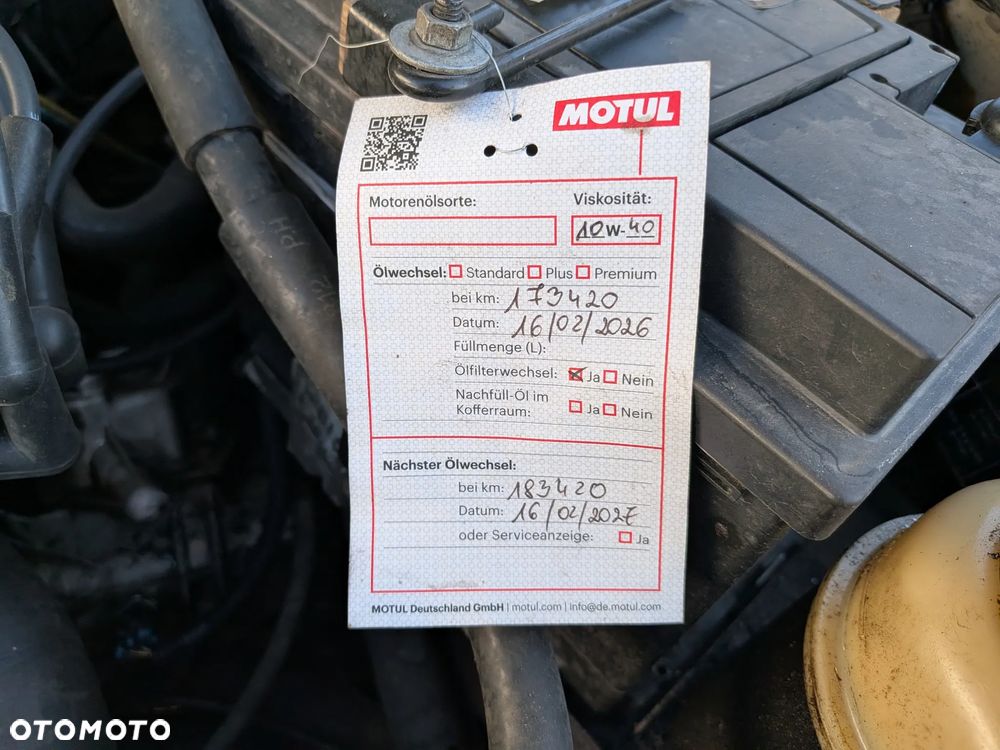 MOTUL
Motorenölsorte: Viskosität:
10W-40
Ölwechsel: Standard Plus Premium
bei km: 173420
Datum: 16/02/2026
Füllmenge (L):
Ölfilterwechsel: Ja Nein
Nachfüll-Öl im
Kofferraum: Ja Nein
Nächster Ölwechsel:
bei km: 183420
Datum: 16/02/2027
oder Serviceanzeige: Ja
MOTUL Deutschland GmbH | motul.com | info@de.motul.com
OTOMOTO